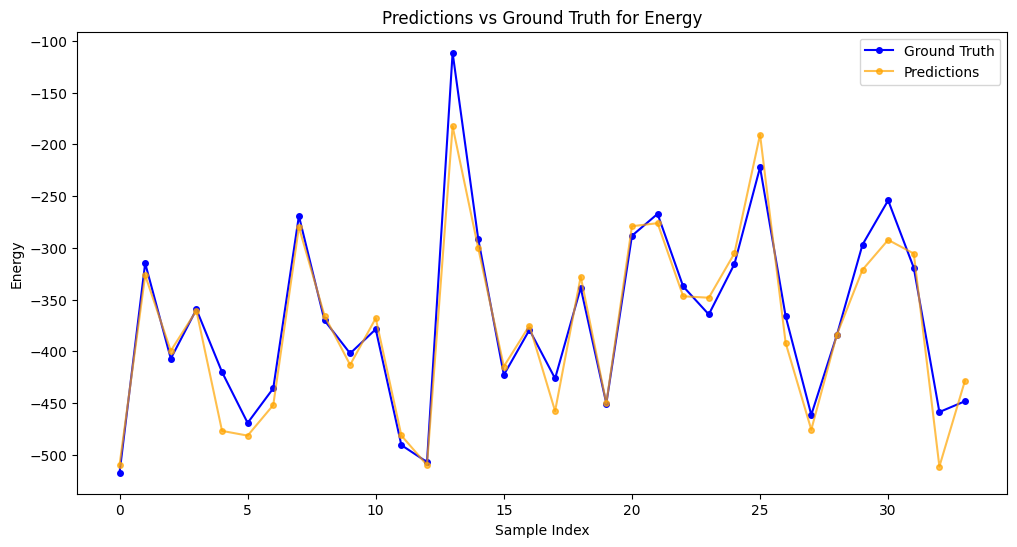 Predictions vs Ground Truth for Energy
Ground Truth
Predictions
−100
−150
−200
−250
−300
−350
−400
−450
−500
Energy
0 5 10 15 20 25 30
Sample Index